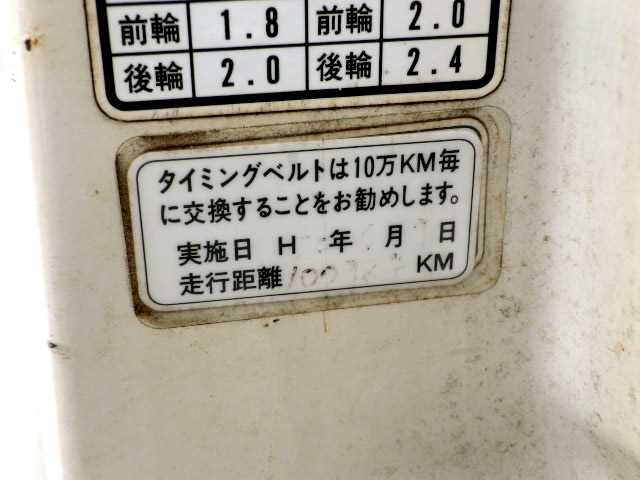 前輪 1.8 前輪 2.0
後輪 2.0 後輪 2.4
タイミングベルトは10万KM毎
に交換することをお勧めします。
実施日 H 年 月 日
走行距離 KM